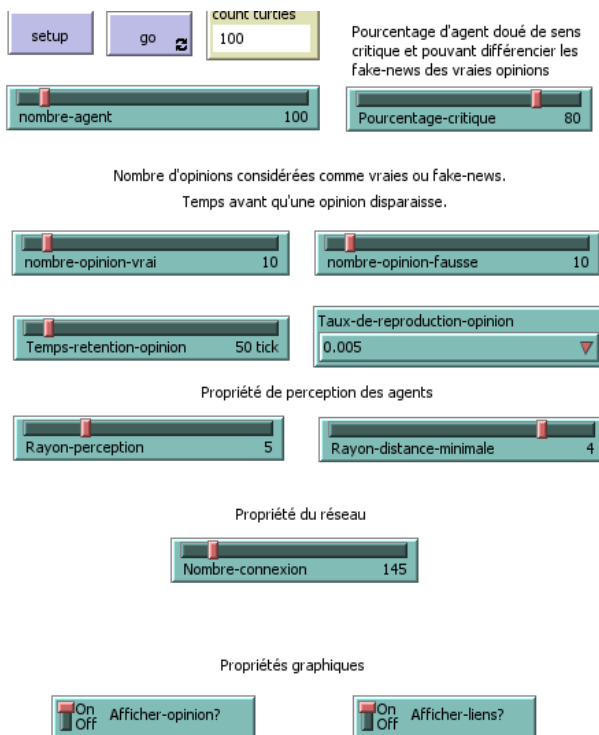 count turtles
setup
go
100
Pourcentage d'agent doué de sens
critique et pouvant différencier les
fake-news des vraies opinions
nombre-agent 100
Pourcentage-critique 80
Nombre d'opinions considérées comme vraies ou fake-news.
Temps avant qu'une opinion disparaisse.
nombre-opinion-vrai 10
nombre-opinion-fausse 10
Temps-retention-opinion 50 tick
Taux-de-reproduction-opinion
0.005
Propriété de perception des agents
Rayon-perception 5
Rayon-distance-minimale 4
Propriété du réseau
Nombre-connexion 145
Propriétés graphiques
On
Off
Afficher-opinion?
On
Off
Afficher-liens?